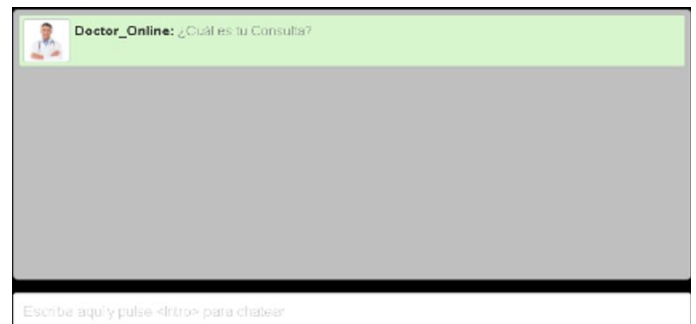 Doctor_Online: ¿Cuál es tu Consulta?
Escriba aquí y pulse <Intro> para chatear